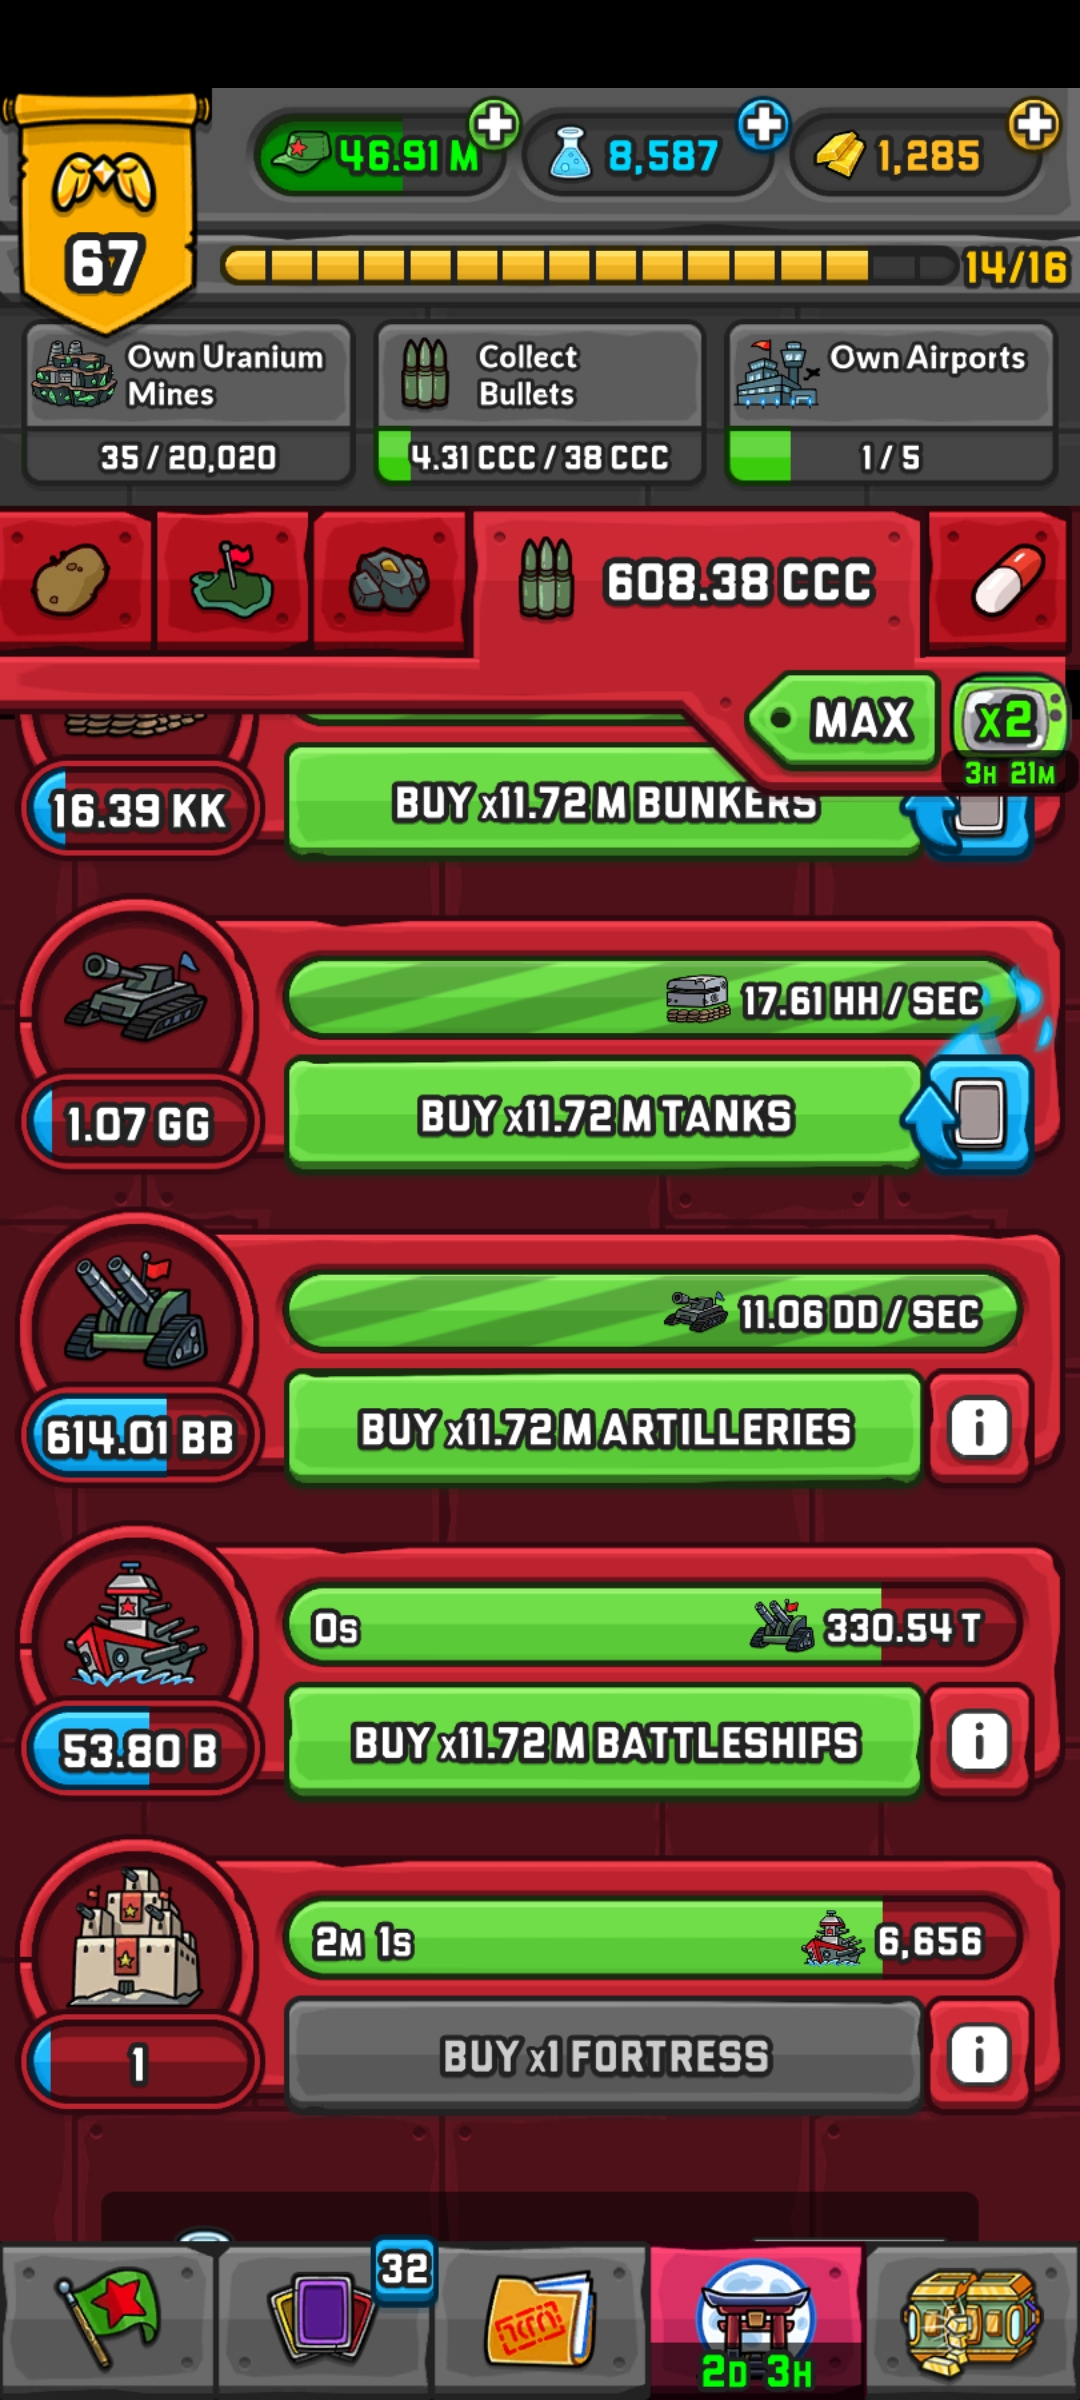 46.91 M
8,587
1,285
67
14/16
Own Uranium
Mines
35 / 20,020
Collect
Bullets
4.31 CCC / 38 CCC
Own Airports
1 / 5
608.38 CCC
MAX
x2
3H 21M
16.39 KK
BUY x11.72 M BUNKERS
17.61 HH / SEC
1.07 GG
BUY x11.72 M TANKS
11.06 DD / SEC
614.01 BB
BUY x11.72 M ARTILLERIES
i
0s
330.54 T
53.80 B
BUY x11.72 M BATTLESHIPS
i
2M 1s
6,656
1
BUY x1 FORTRESS
i
32
2D 3H